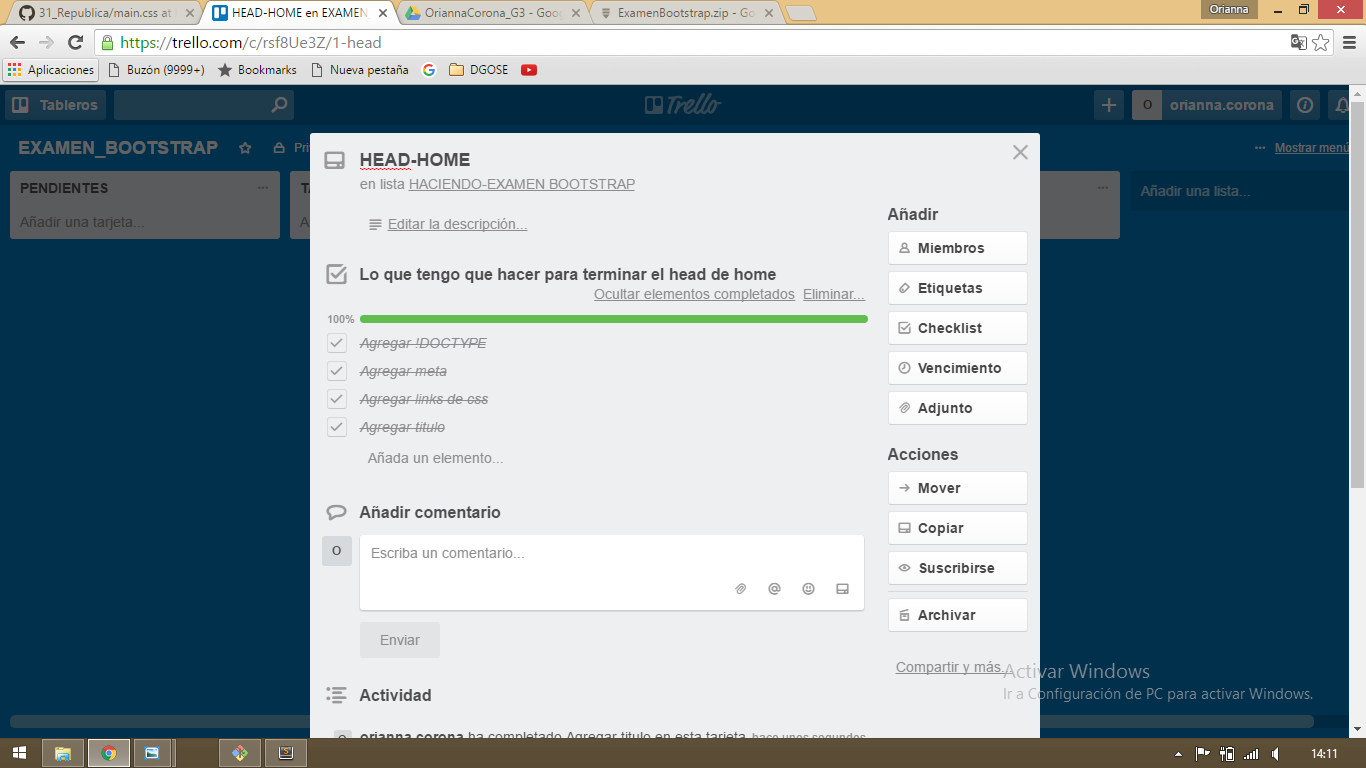 31_Republica/main.css at
HEAD-HOME en EXAMEN_
OriannaCorona_G3 - Goog
ExamenBootstrap.zip - Go
Orianna
https://trello.com/c/rsf8Ue3Z/1-head
Aplicaciones
Buzón (9999+)
Bookmarks
Nueva pestaña
G
DGOSE
Tableros
Trello
O
orianna.corona
EXAMEN_BOOTSTRAP
Pri
Mostrar menú
PENDIENTES
Añadir una tarjeta...
Añadir una lista...
HEAD-HOME
en lista HACIENDO-EXAMEN BOOTSTRAP
Editar la descripción...
Lo que tengo que hacer para terminar el head de home
Ocultar elementos completados Eliminar...
100%
Agregar !DOCTYPE
Agregar meta
Agregar links de css
Agregar titulo
Añada un elemento...
Añadir comentario
O
Escriba un comentario...
Enviar
Actividad
orianna.corona ha completado Agregar titulo en esta tarjeta hace unos segundos
Añadir
Miembros
Etiquetas
Checklist
Vencimiento
Adjunto
Acciones
Mover
Copiar
Suscribirse
Archivar
Compartir y más...
Activar Windows
Ir a Configuración de PC para activar Windows.
14:11